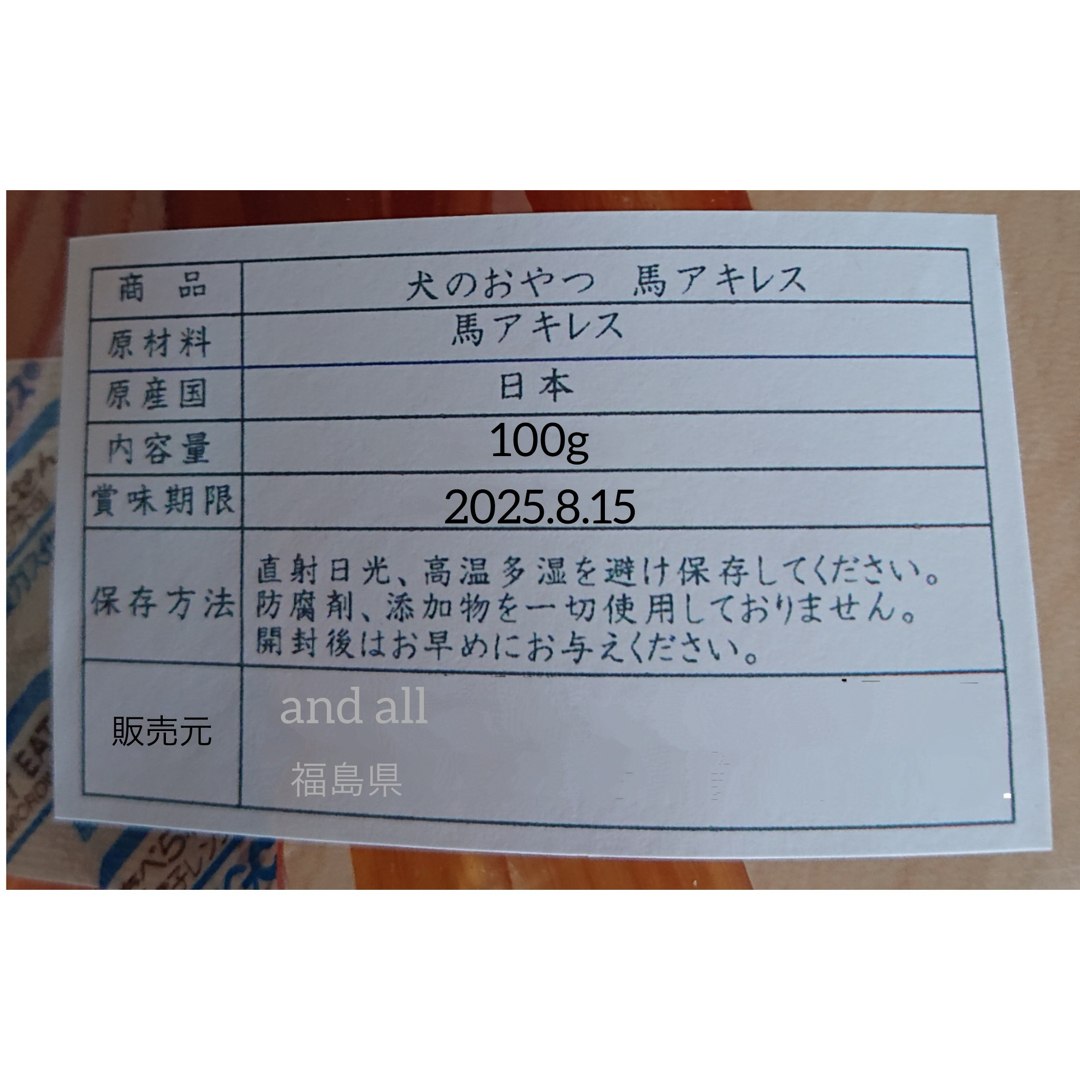 商品 犬のおやつ 馬アキレス
原材料 馬アキレス
原産国 日本
内容量 100g
賞味期限 2025.8.15
保存方法 直射日光、高温多湿を避け保存してください。
防腐剤、添加物を一切使用しておりません。
開封後はお早めにお与えください。
販売元 and all
福島県